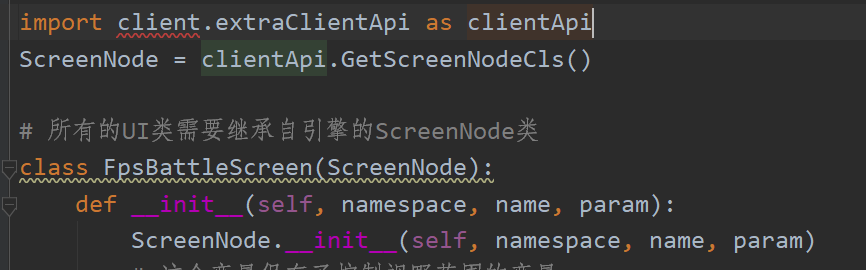 import client.extraClientApi as clientApi
ScreenNode = clientApi.GetScreenNodeCls()
# 所有的UI类需要继承自引擎的ScreenNode类
class FpsBattleScreen(ScreenNode):
def __init__(self, namespace, name, param):
ScreenNode.__init__(self, namespace, name, param)